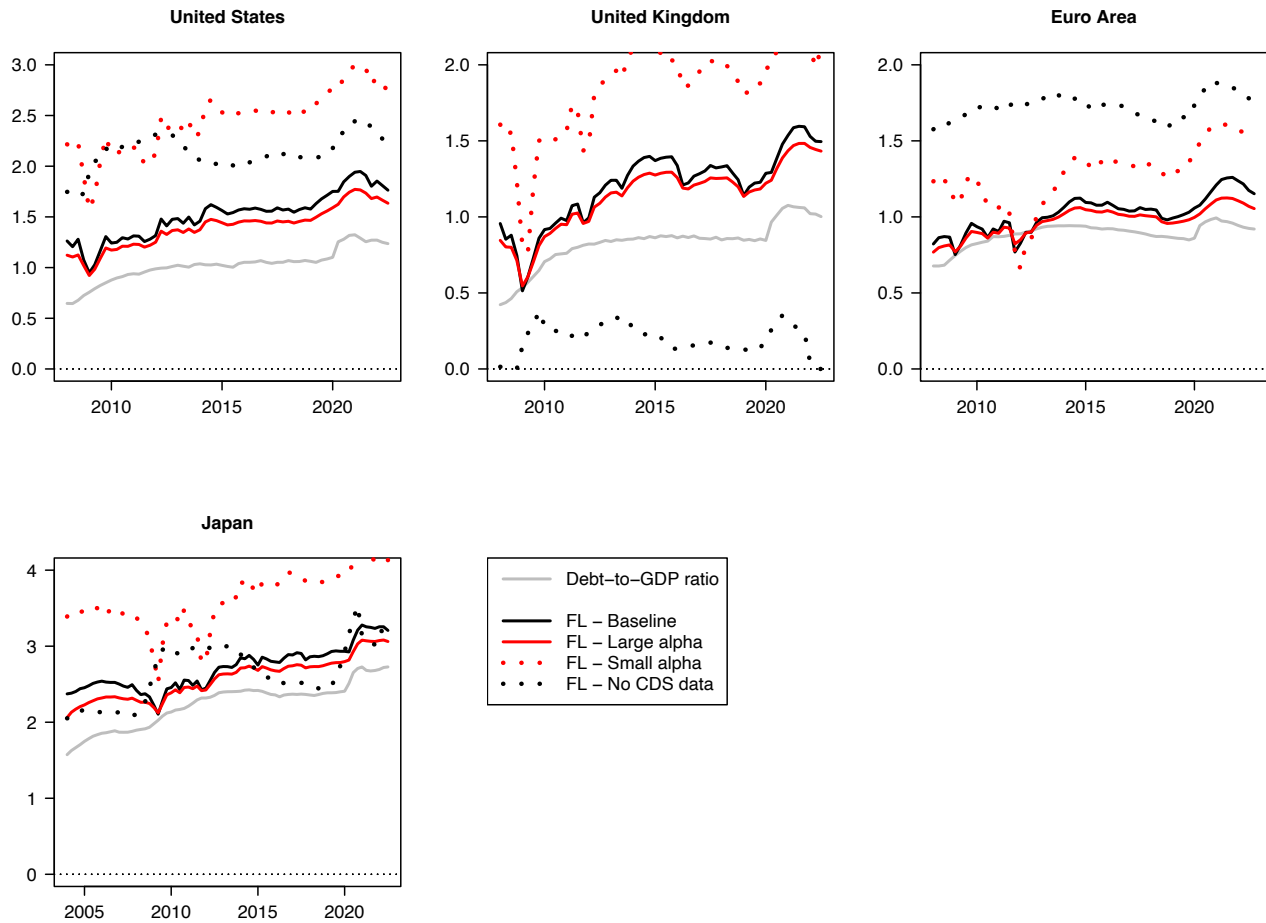 United States
United Kingdom
Euro Area
3.0
2.5
2.0
1.5
1.0
0.5
0.0
2010 2015 2020
2.0
1.5
1.0
0.5
0.0
2010 2015 2020
2.0
1.5
1.0
0.5
0.0
2010 2015 2020
Japan
4
3
2
1
0
2005 2010 2015 2020
Debt−to−GDP ratio
FL − Baseline
FL − Large alpha
FL − Small alpha
FL − No CDS data